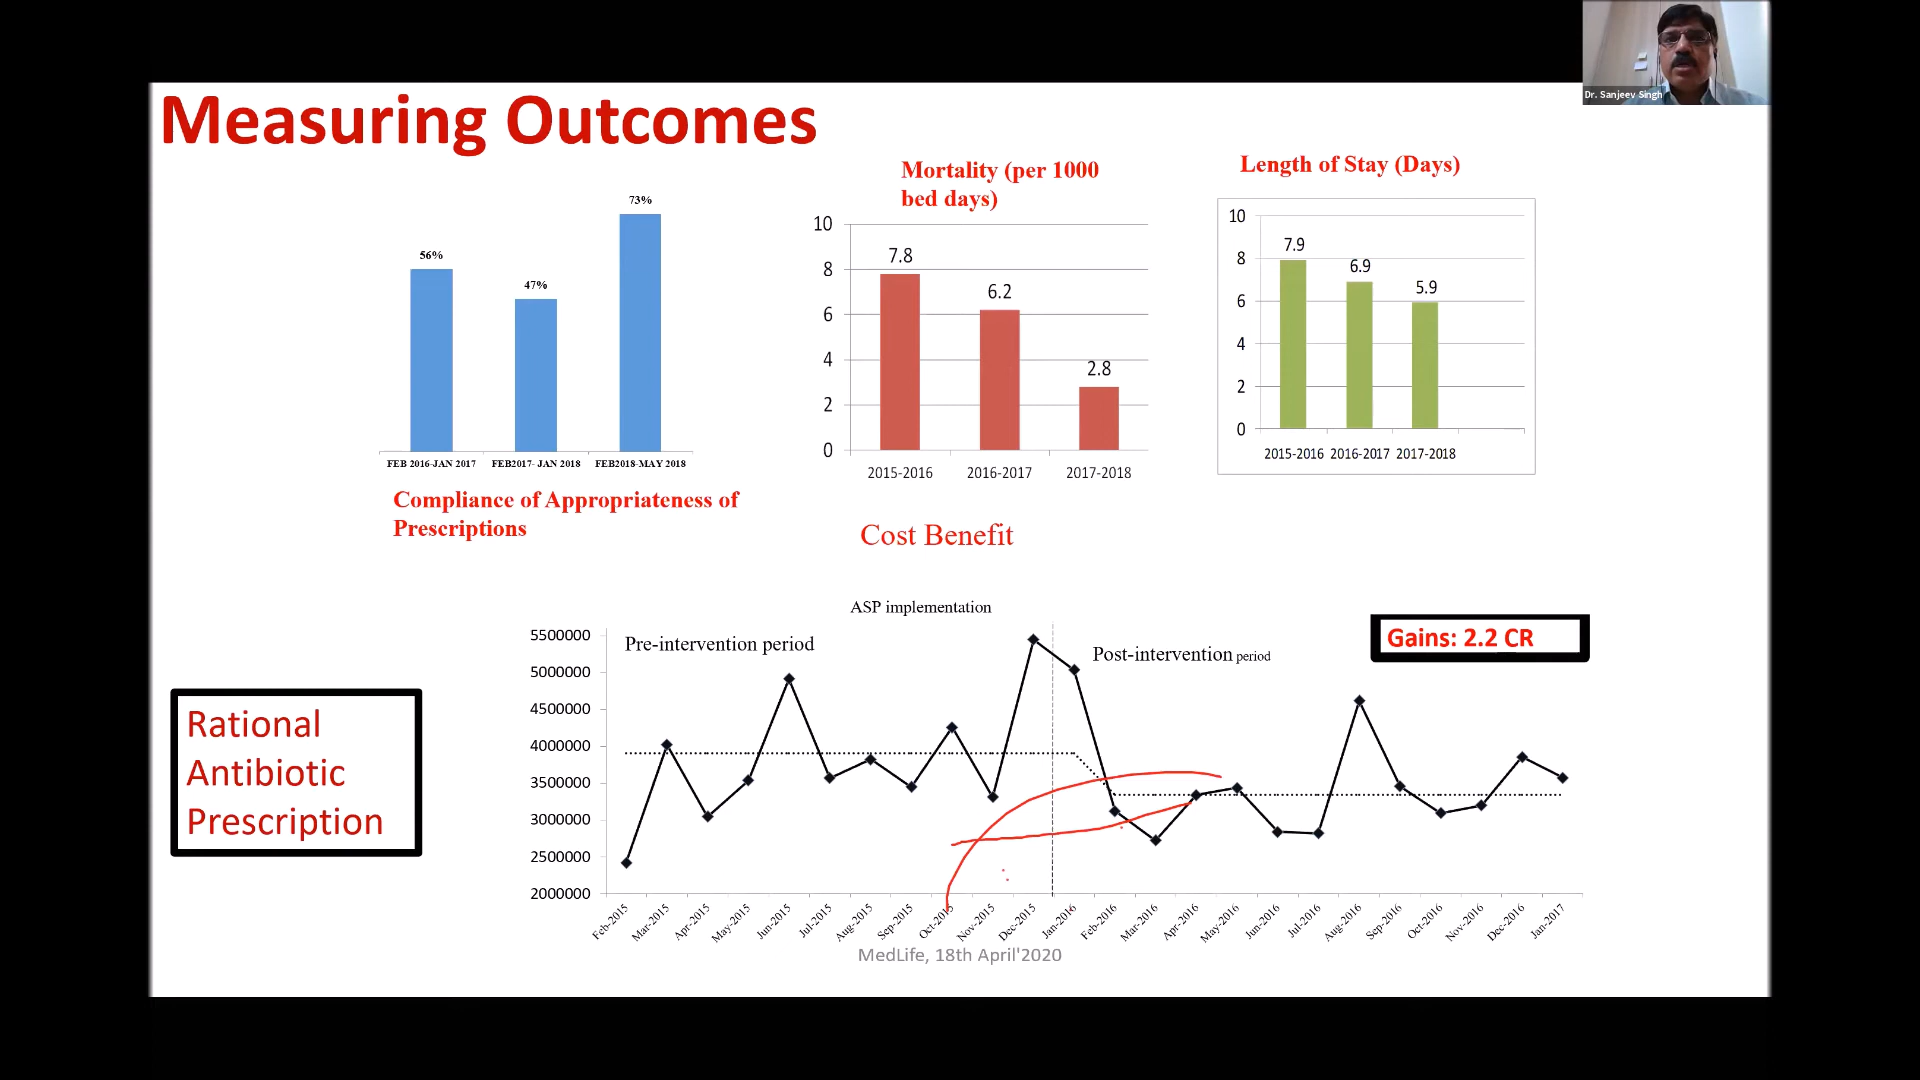 Dr. Sanjeev Singh
Measuring Outcomes
73%
56%
47%
FEB 2016-JAN 2017 FEB2017- JAN 2018 FEB2018-MAY 2018
Compliance of Appropriateness of
Prescriptions
Mortality (per 1000
bed days)
10
8
6
4
2
0
7.8
6.2
2.8
2015-2016 2016-2017 2017-2018
Length of Stay (Days)
10
8
6
4
2
0
7.9
6.9
5.9
2015-2016 2016-2017 2017-2018
Cost Benefit
ASP implementation
Pre-intervention period
Post-intervention period
Gains: 2.2 CR
Rational
Antibiotic
Prescription
5500000
5000000
4500000
4000000
3500000
3000000
2500000
2000000
Feb-2015 Mar-2015 Apr-2015 May-2015 Jun-2015 Jul-2015 Aug-2015 Sep-2015 Oct-2015 Nov-2015 Dec-2015 Jan-2016 Feb-2016 Mar-2016 Apr-2016 May-2016 Jun-2016 Jul-2016 Aug-2016 Sep-2016 Oct-2016 Nov-2016 Dec-2016 Jan-2017
MedLife, 18th April'2020